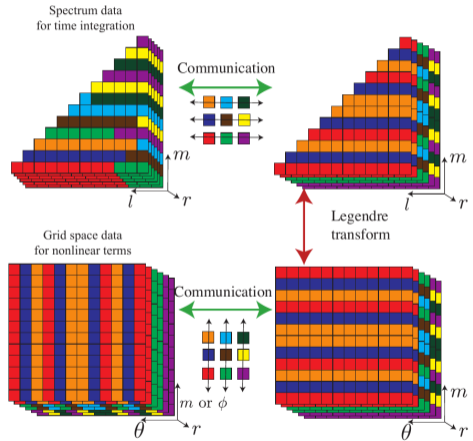 Spectrum data
for time integration
Communication
m
l
r
m
l
r
Legendre
transform
Grid space data
for nonlinear terms
Communication
m or ϕ
θ
r
m
θ
r